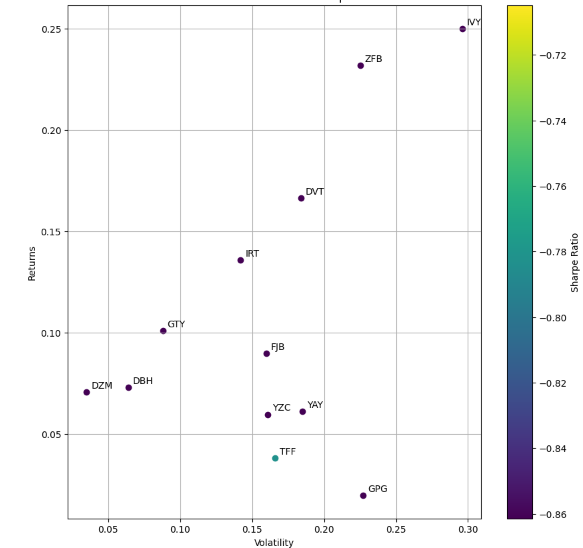 IVY
ZFB
DVT
IRT
GTY
FJB
DZM
DBH
YZC
YAY
TFF
GPG
0.25
0.20
0.15
0.10
0.05
Returns
0.05
0.10
0.15
0.20
0.25
0.30
Volatility
−0.72
−0.74
−0.76
−0.78
−0.80
−0.82
−0.84
−0.86
Sharpe Ratio